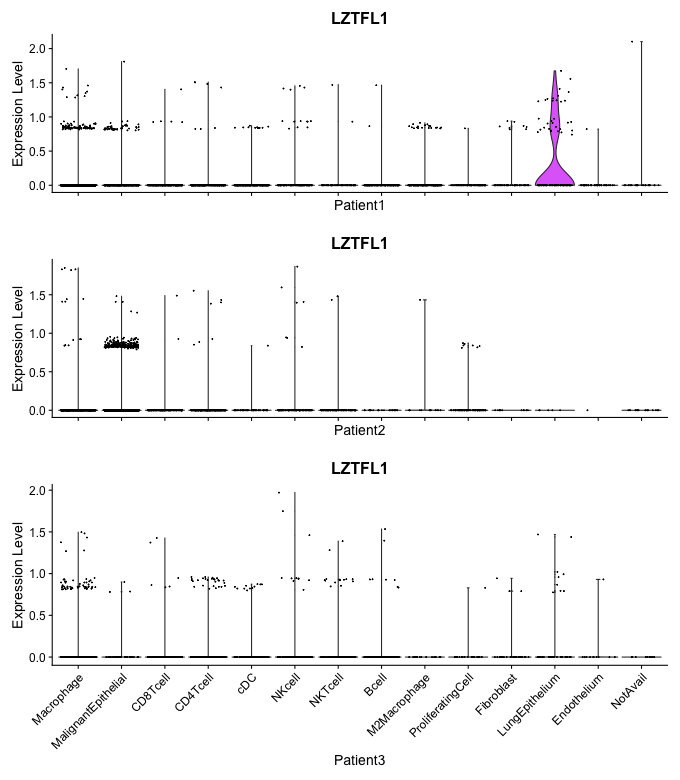 LZTFL1
Expression Level
2.0
1.5
1.0
0.5
0.0
Patient1
LZTFL1
Expression Level
1.5
1.0
0.5
0.0
Patient2
LZTFL1
Expression Level
2.0
1.5
1.0
0.5
0.0
Macrophage
MalignantEpithelial
CD8Tcell
CD4Tcell
cDC
NKcell
NKTcell
Bcell
M2Macrophage
ProliferatingCell
Fibroblast
LungEpithelium
Endothelium
NotAvail
Patient3